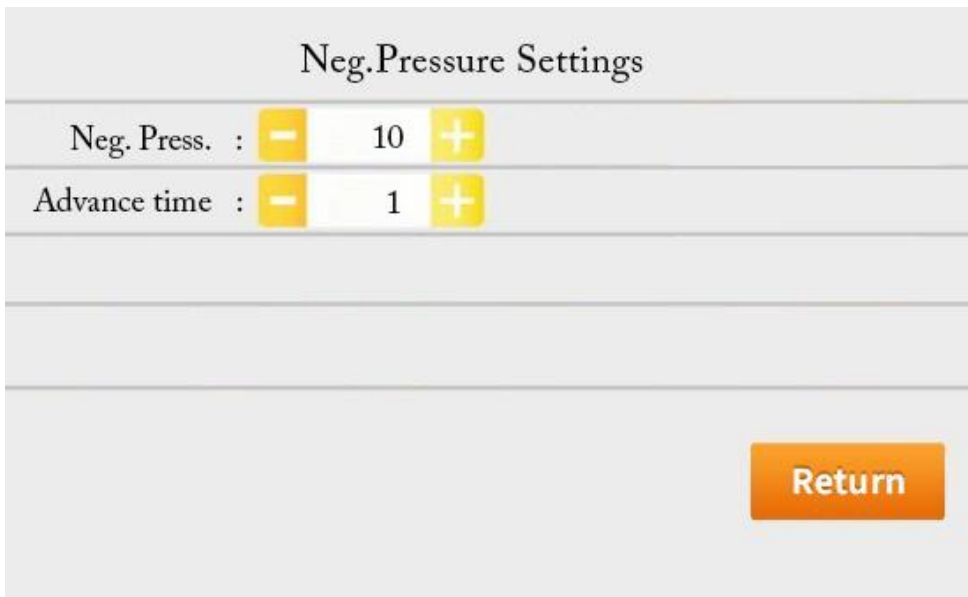 Neg.Pressure Settings
Neg. Press. : - 10 +
Advance time : - 1 +
Return